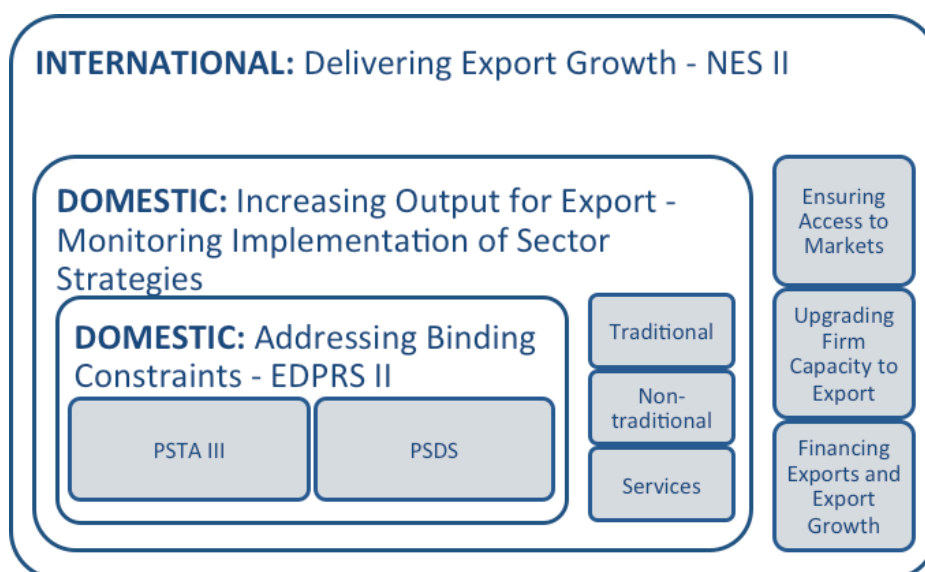 INTERNATIONAL: Delivering Export Growth - NES II
DOMESTIC: Increasing Output for Export -
Monitoring Implementation of Sector
Strategies
DOMESTIC: Addressing Binding
Constraints - EDPRS II
PSTA III
PSDS
Traditional
Non-
traditional
Services
Ensuring
Access to
Markets
Upgrading
Firm
Capacity to
Export
Financing
Exports and
Export
Growth